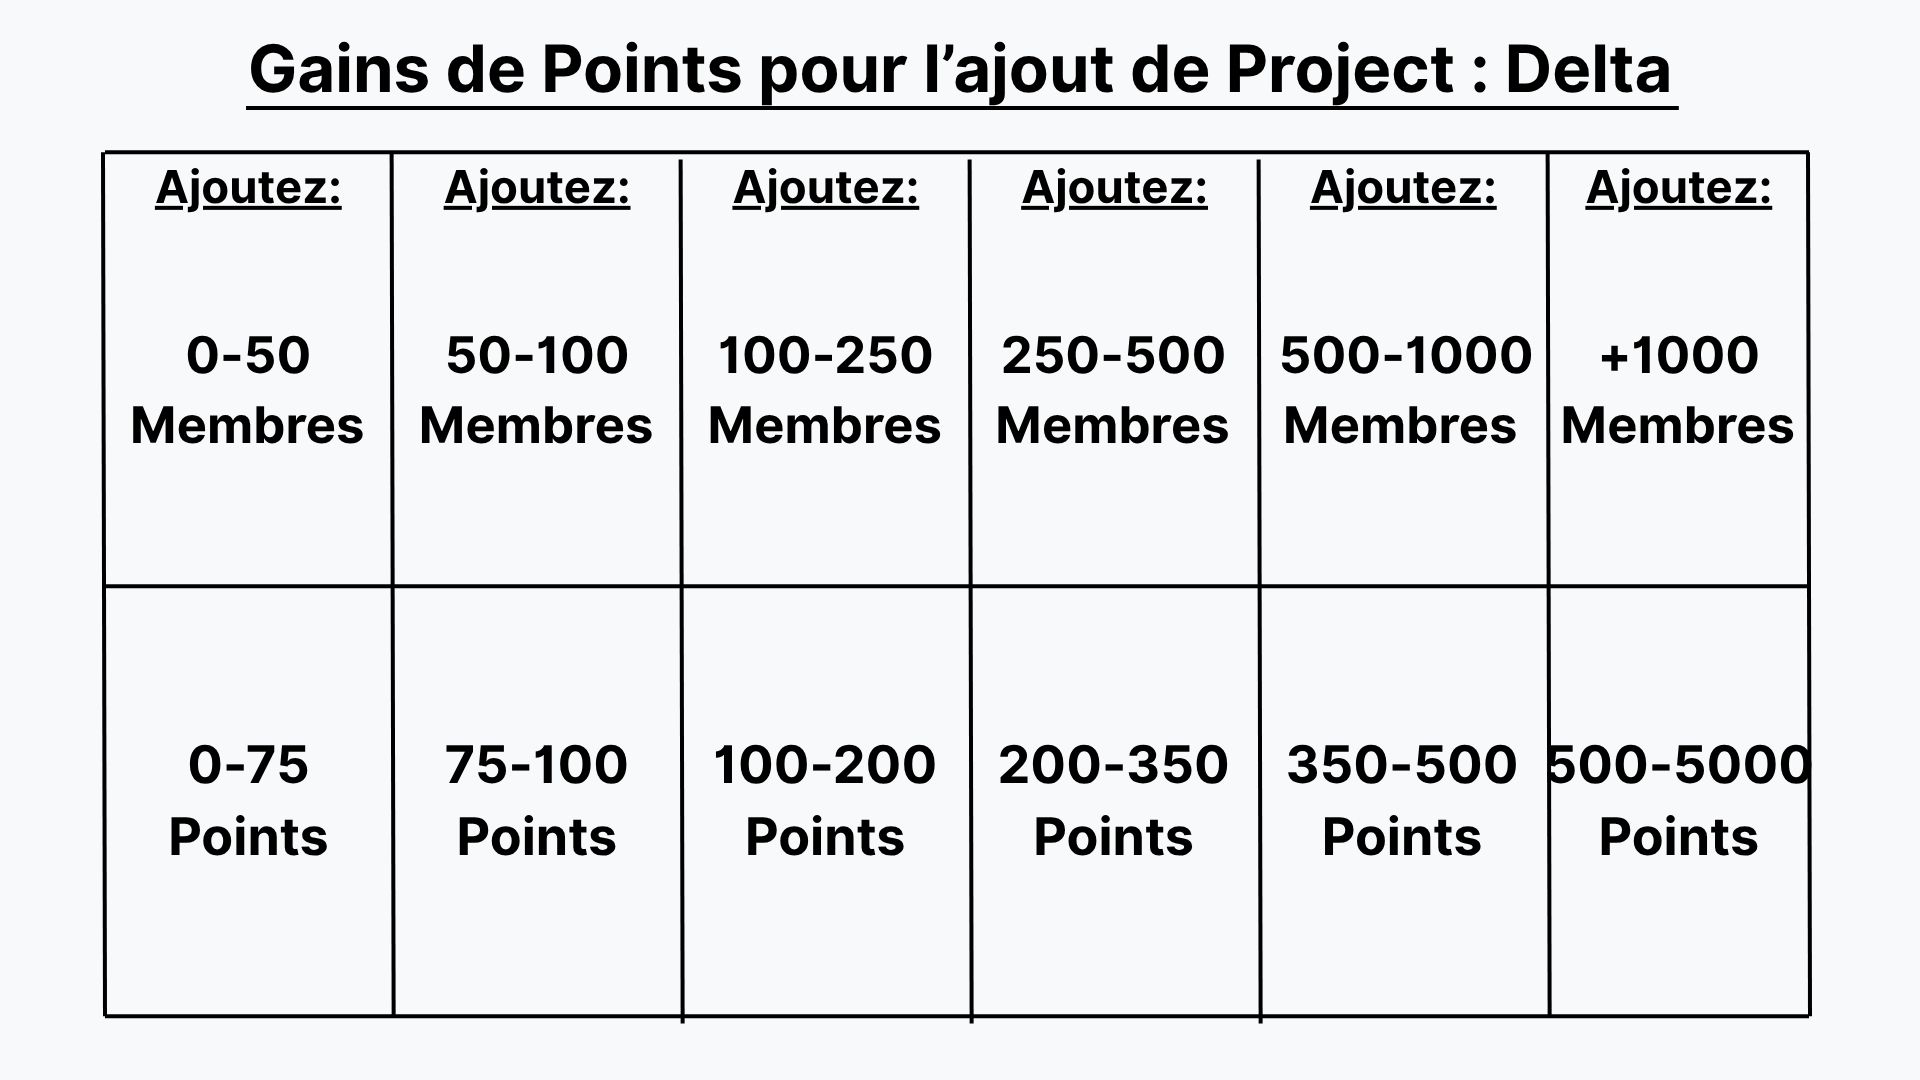 Gains de Points pour l’ajout de Project : Delta
Ajoutez:
0-50
Membres
Ajoutez:
50-100
Membres
Ajoutez:
100-250
Membres
Ajoutez:
250-500
Membres
Ajoutez:
500-1000
Membres
Ajoutez:
+1000
Membres
0-75
Points
75-100
Points
100-200
Points
200-350
Points
350-500
Points
500-5000
Points